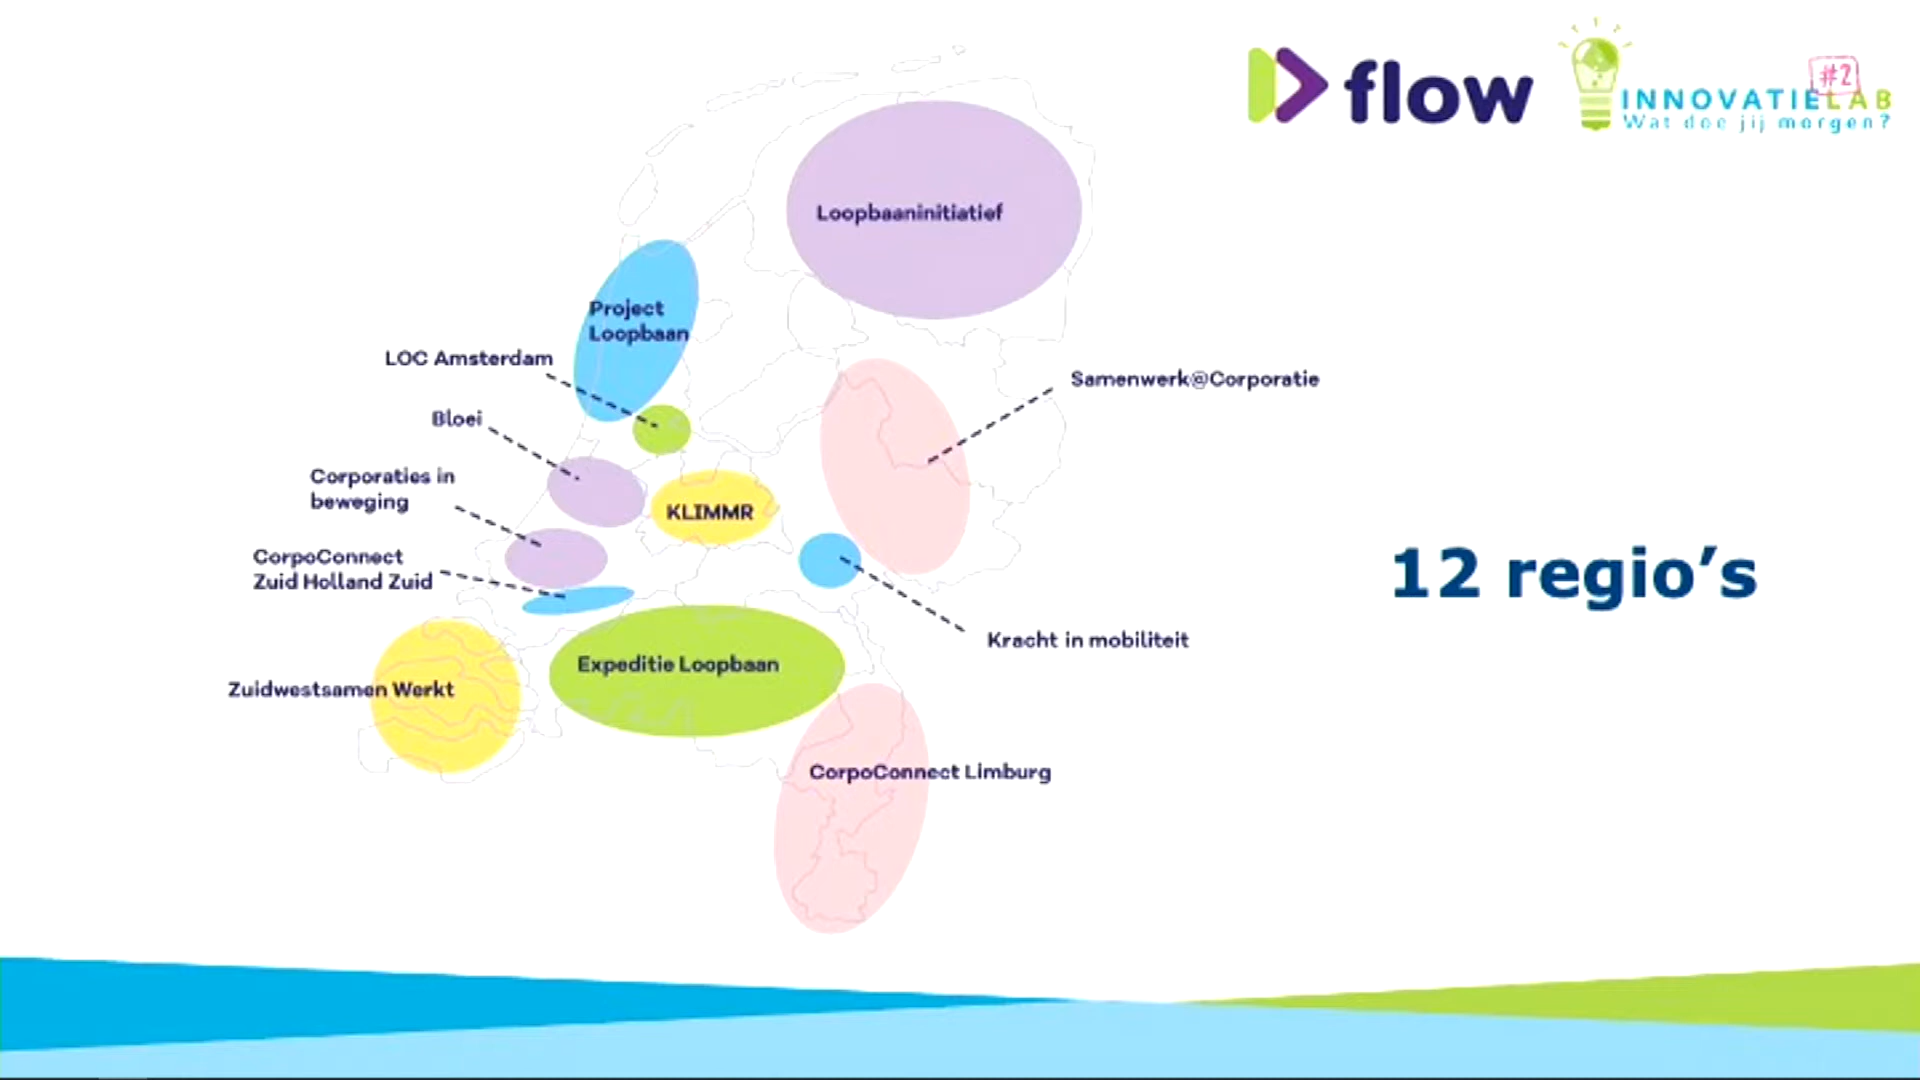 flow
#2
INNOVATIELAB
Wat doe jij morgen?
Loopbaaninitiatief
Project
Loopbaan
LOC Amsterdam
Samenwerk@Corporatie
Bloei
Corporaties in
beweging
KLIMMR
CorpoConnect
Zuid Holland Zuid
12 regio's
Kracht in mobiliteit
Expeditie Loopbaan
Zuidwestsamen Werkt
CorpoConnect Limburg